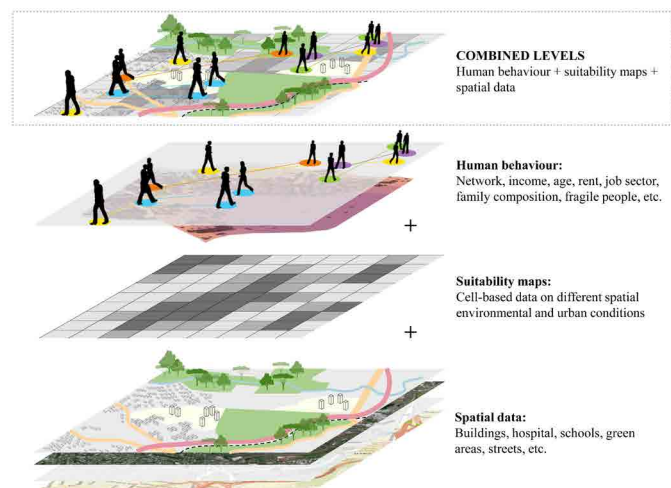 COMBINED LEVELS
Human behaviour + suitability maps +
spatial data
Human behaviour:
Network, income, age, rent, job sector,
family composition, fragile people, etc.
+
Suitability maps:
Cell-based data on different spatial
environmental and urban conditions
+
Spatial data:
Buildings, hospital, schools, green
areas, streets, etc.